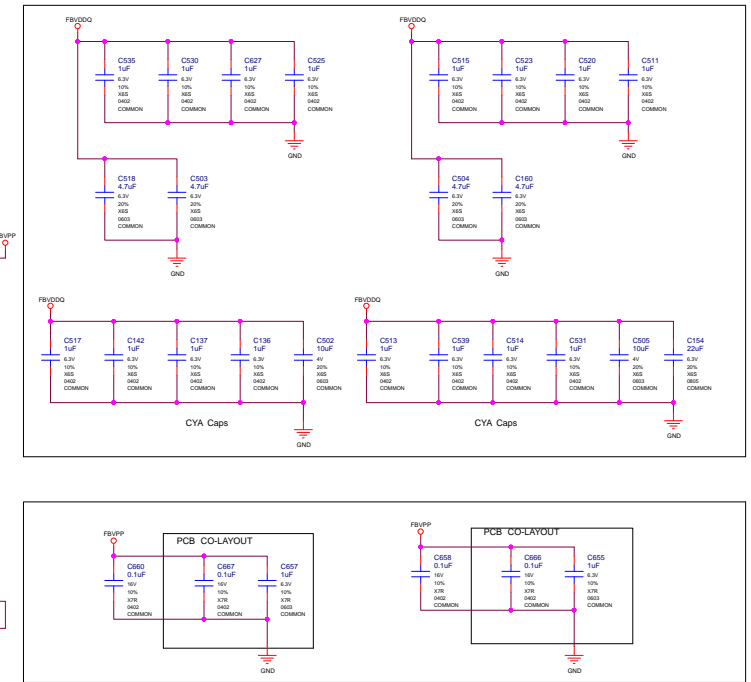 FBVDDQ
C535
1uF
6.3V
10%
X6S
0402
COMMON
C530
1uF
6.3V
10%
X6S
0402
COMMON
C627
1uF
6.3V
10%
X6S
0402
COMMON
C525
1uF
6.3V
10%
X6S
0402
COMMON
GND
C518
4.7uF
6.3V
20%
X6S
0603
COMMON
C503
4.7uF
6.3V
20%
X6S
0603
COMMON
GND
FBVDDQ
C515
1uF
6.3V
10%
X6S
0402
COMMON
C523
1uF
6.3V
10%
X6S
0402
COMMON
C520
1uF
6.3V
10%
X6S
0402
COMMON
C511
1uF
6.3V
10%
X6S
0402
COMMON
GND
C504
4.7uF
6.3V
20%
X6S
0603
COMMON
C160
4.7uF
6.3V
20%
X6S
0603
COMMON
GND
FBVDDQ
C517
1uF
6.3V
10%
X6S
0402
COMMON
C142
1uF
6.3V
10%
X6S
0402
COMMON
C137
1uF
6.3V
10%
X6S
0402
COMMON
C136
1uF
6.3V
10%
X6S
0402
COMMON
C502
10uF
4V
20%
X6S
0603
COMMON
CYA Caps
GND
FBVDDQ
C513
1uF
6.3V
10%
X6S
0402
COMMON
C539
1uF
6.3V
10%
X6S
0402
COMMON
C514
1uF
6.3V
10%
X6S
0402
COMMON
C531
1uF
6.3V
10%
X6S
0402
COMMON
C505
10uF
4V
20%
X6S
0603
COMMON
C154
22uF
6.3V
20%
X6S
0805
COMMON
CYA Caps
GND
FBVPP
PCB CO-LAYOUT
C660
0.1uF
16V
10%
X7R
0402
COMMON
C667
0.1uF
16V
10%
X7R
0402
COMMON
C657
1uF
6.3V
10%
X7R
0603
COMMON
GND
FBVPP
PCB CO-LAYOUT
C658
0.1uF
16V
10%
X7R
0402
COMMON
C666
0.1uF
16V
10%
X7R
0402
COMMON
C655
1uF
6.3V
10%
X7R
0603
COMMON
GND